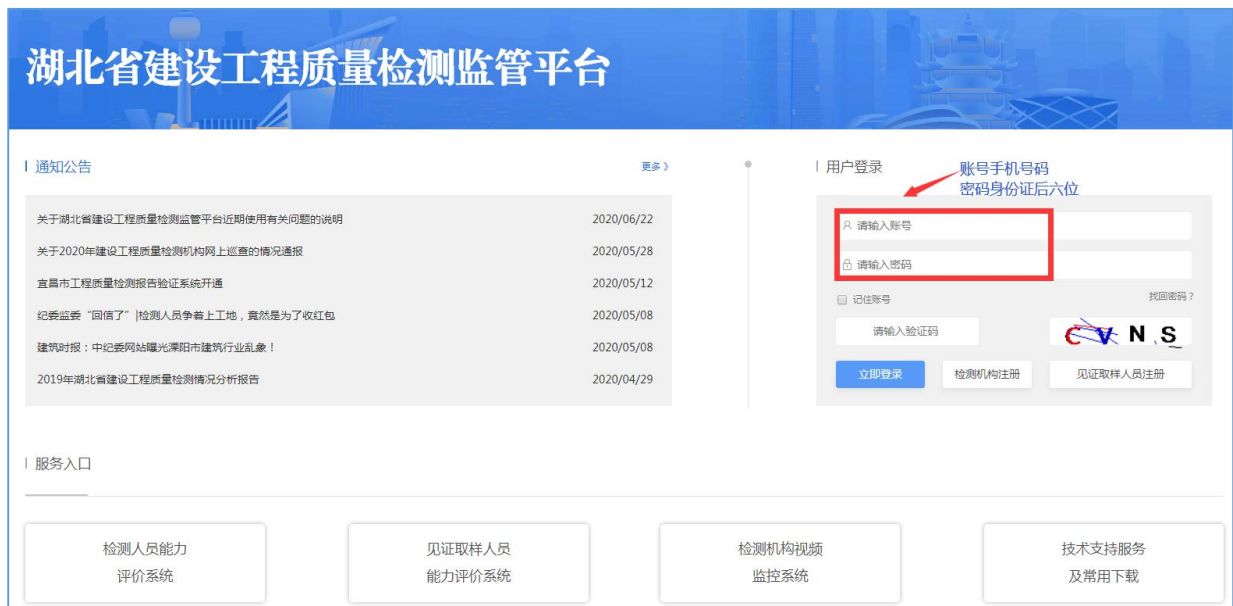 湖北省建设工程质量检测监管平台
通知公告
更多》
关于湖北省建设工程质量检测监管平台近期使用有关问题的说明 2020/06/22
关于2020年建设工程质量检测机构网上巡查的情况通报 2020/05/28
宜昌市工程质量检测报告验证系统开通 2020/05/12
纪委监委“回信了”|检测人员争着上工地，竟然是为了收红包 2020/05/08
建筑时报：中纪委网站曝光溧阳市建筑行业乱象！ 2020/05/08
2019年湖北省建设工程质量检测情况分析报告 2020/04/29
用户登录
账号手机号码
密码身份证后六位
请输入账号
请输入密码
记住账号 找回密码？
请输入验证码 C V N S
立即登录 检测机构注册 见证取样人员注册
服务入口
检测人员能力
评价系统
见证取样人员
能力评价系统
检测机构视频
监控系统
技术支持服务
及常用下载